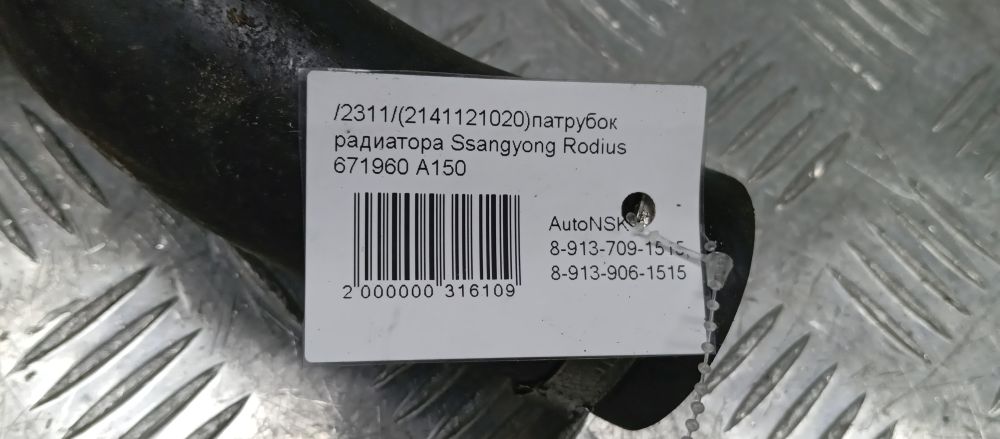 /2311/(2141121020)патрубок
радиатора Ssangyong Rodius
671960 A150
2 000000 316109
AutoNSK
8-913-709-1515,
8-913-906-1515